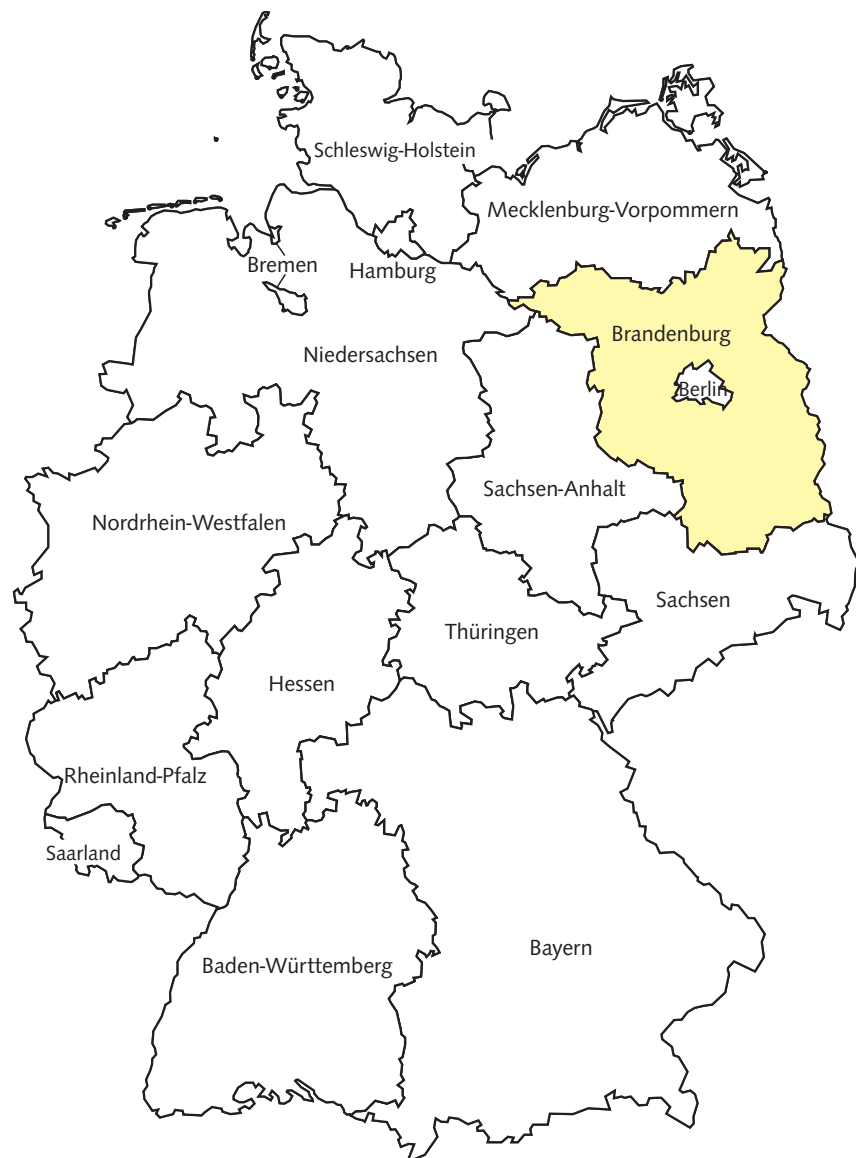 Schleswig-Holstein
Mecklenburg-Vorpommern
Bremen
Hamburg
Brandenburg
Niedersachsen
Berlin
Sachsen-Anhalt
Nordrhein-Westfalen
Sachsen
Thüringen
Hessen
Rheinland-Pfalz
Saarland
Bayern
Baden-Württemberg